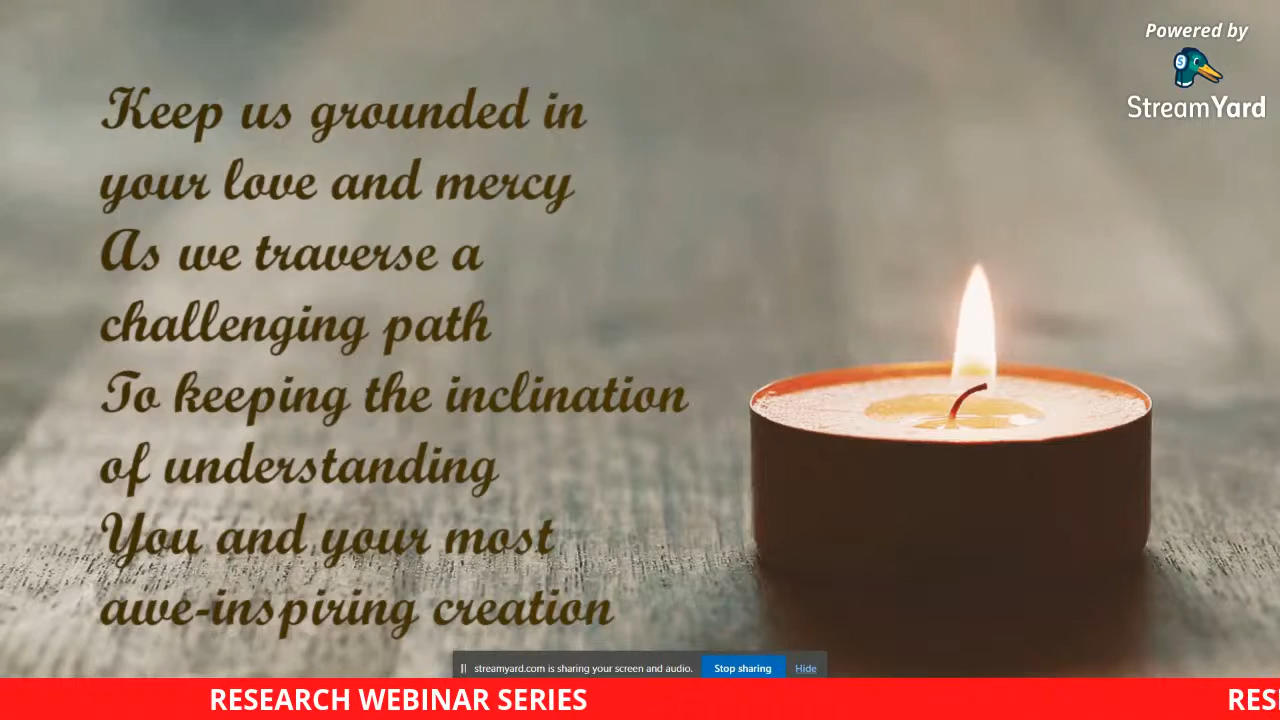 Powered by
StreamYard
Keep us grounded in
your love and mercy
As we traverse a
challenging path
To keeping the inclination
of understanding
You and your most
awe-inspiring creation
streamyard.com is sharing your screen and audio. Stop sharing Hide
RESEARCH WEBINAR SERIES